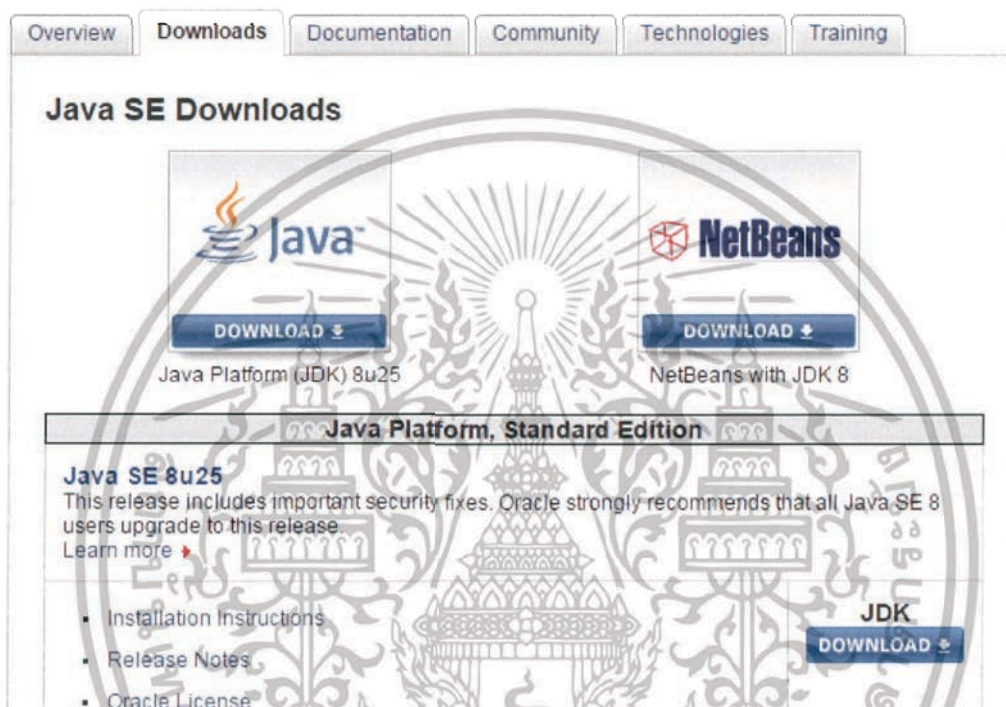 Overview Downloads Documentation Community Technologies Training
Java SE Downloads
Java™
NetBeans
DOWNLOAD
DOWNLOAD
Java Platform (JDK) 8u25
NetBeans with JDK 8
Java Platform, Standard Edition
Java SE 8u25
This release includes important security fixes. Oracle strongly recommends that all Java SE 8
users upgrade to this release.
Learn more
Installation Instructions
Release Notes
Oracle License
JDK
DOWNLOAD